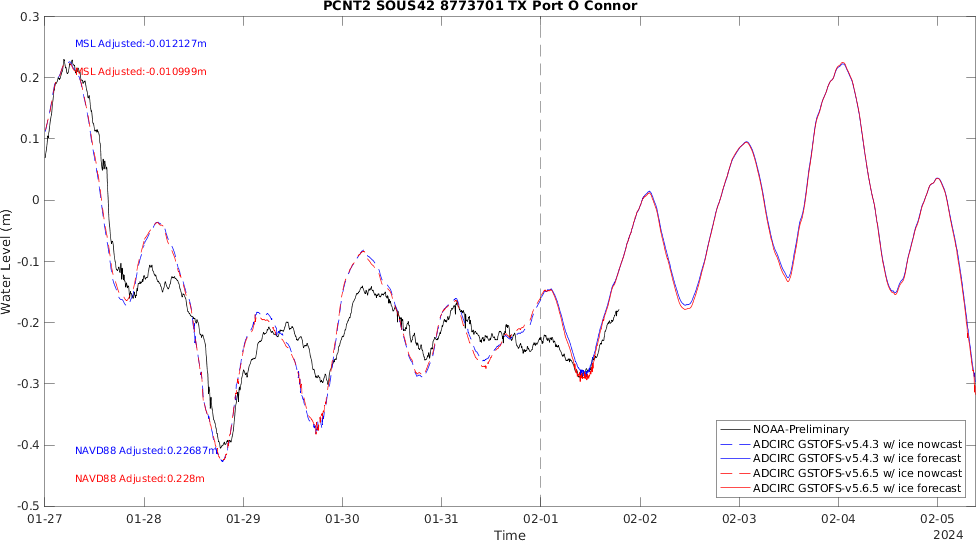 PCNT2 SOUS42 8773701 TX Port O Connor
0.3
MSL Adjusted:-0.012127m
MSL Adjusted:-0.010999m
0.2
0.1
0
-0.1
-0.2
-0.3
-0.4
-0.5
Water Level (m)
NAVD88 Adjusted:0.22687m
NAVD88 Adjusted:0.228m
NOAA-Preliminary
ADCIRC GSTOFS-v5.4.3 w/ ice nowcast
ADCIRC GSTOFS-v5.4.3 w/ ice forecast
ADCIRC GSTOFS-v5.6.5 w/ ice nowcast
ADCIRC GSTOFS-v5.6.5 w/ ice forecast
01-27 01-28 01-29 01-30 01-31 02-01 02-02 02-03 02-04 02-05
Time
2024